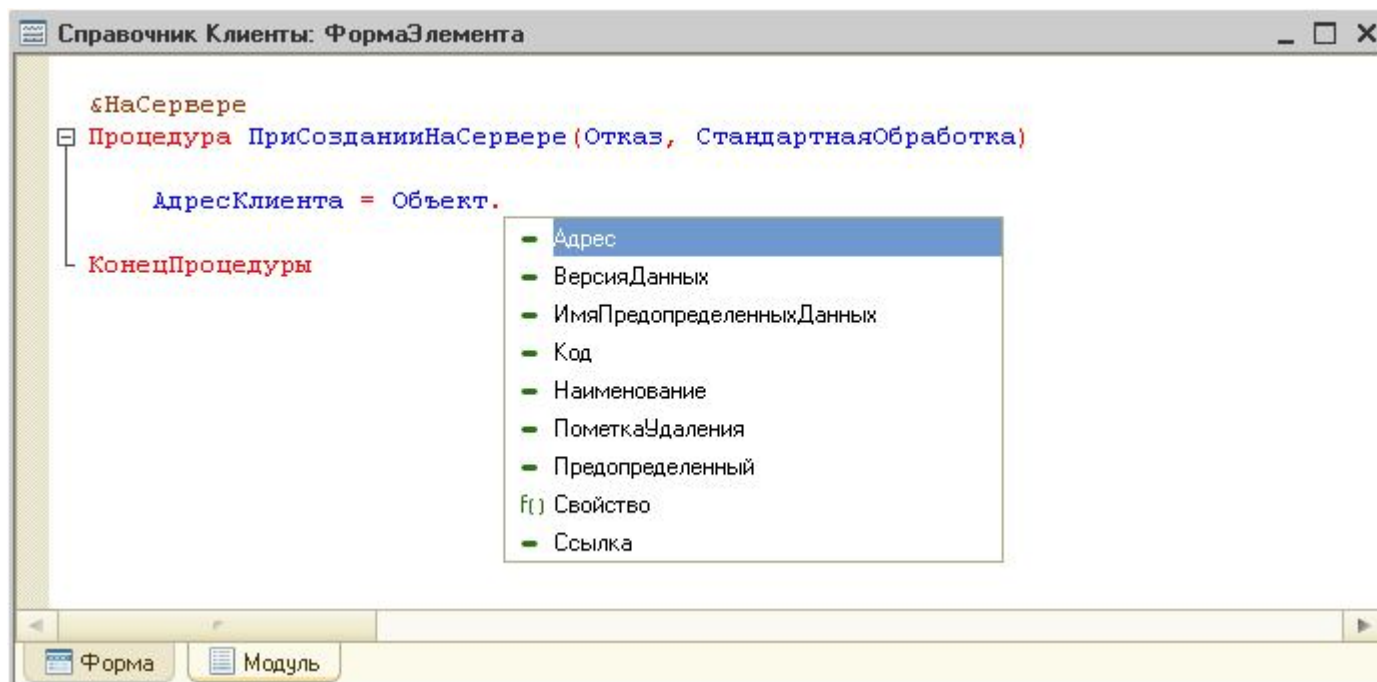 Справочник Клиенты: ФормаЭлемента
&НаСервере
Процедура ПриСозданииНаСервере(Отказ, СтандартнаяОбработка)
АдресКлиента = Объект.
Адрес
КонецПроцедуры
ВерсияДанных
ИмяПредопределенныхДанных
Код
Наименование
ПометкаУдаления
Предопределенный
f() Свойство
Ссылка
Форма Модуль